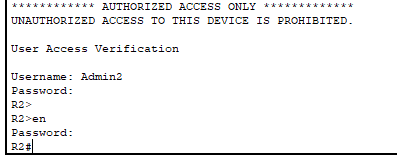 ************ AUTHORIZED ACCESS ONLY *************
UNAUTHORIZED ACCESS TO THIS DEVICE IS PROHIBITED.
User Access Verification
Username: Admin2
Password:
R2>
R2>en
Password:
R2#